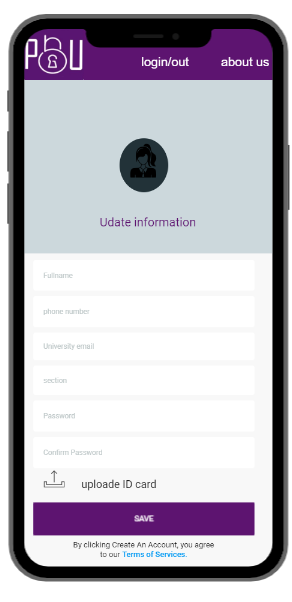 PU
login/out about us
Udate information
Fullname
phone number
University email
section
Password
Confirm Password
uploade ID card
SAVE
By clicking Create An Account, you agree
to our Terms of Services.